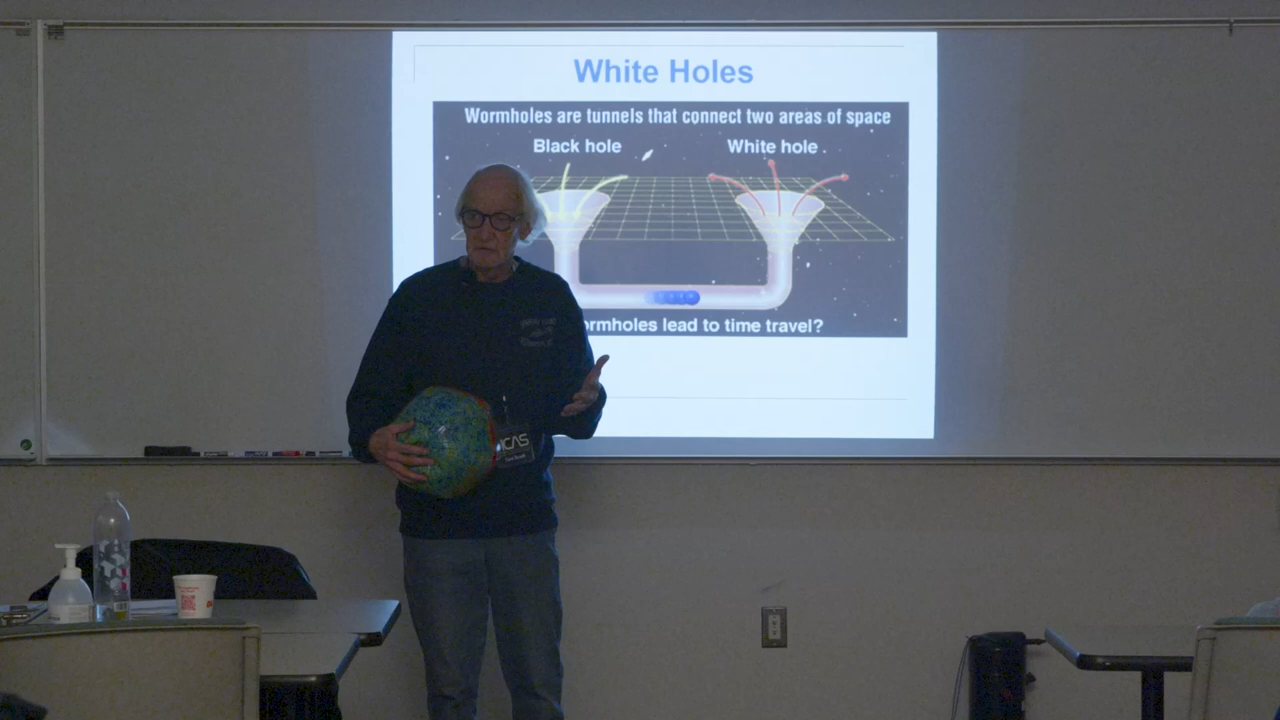 White Holes
Wormholes are tunnels that connect two areas of space
Black hole
White hole
lead to time travel?